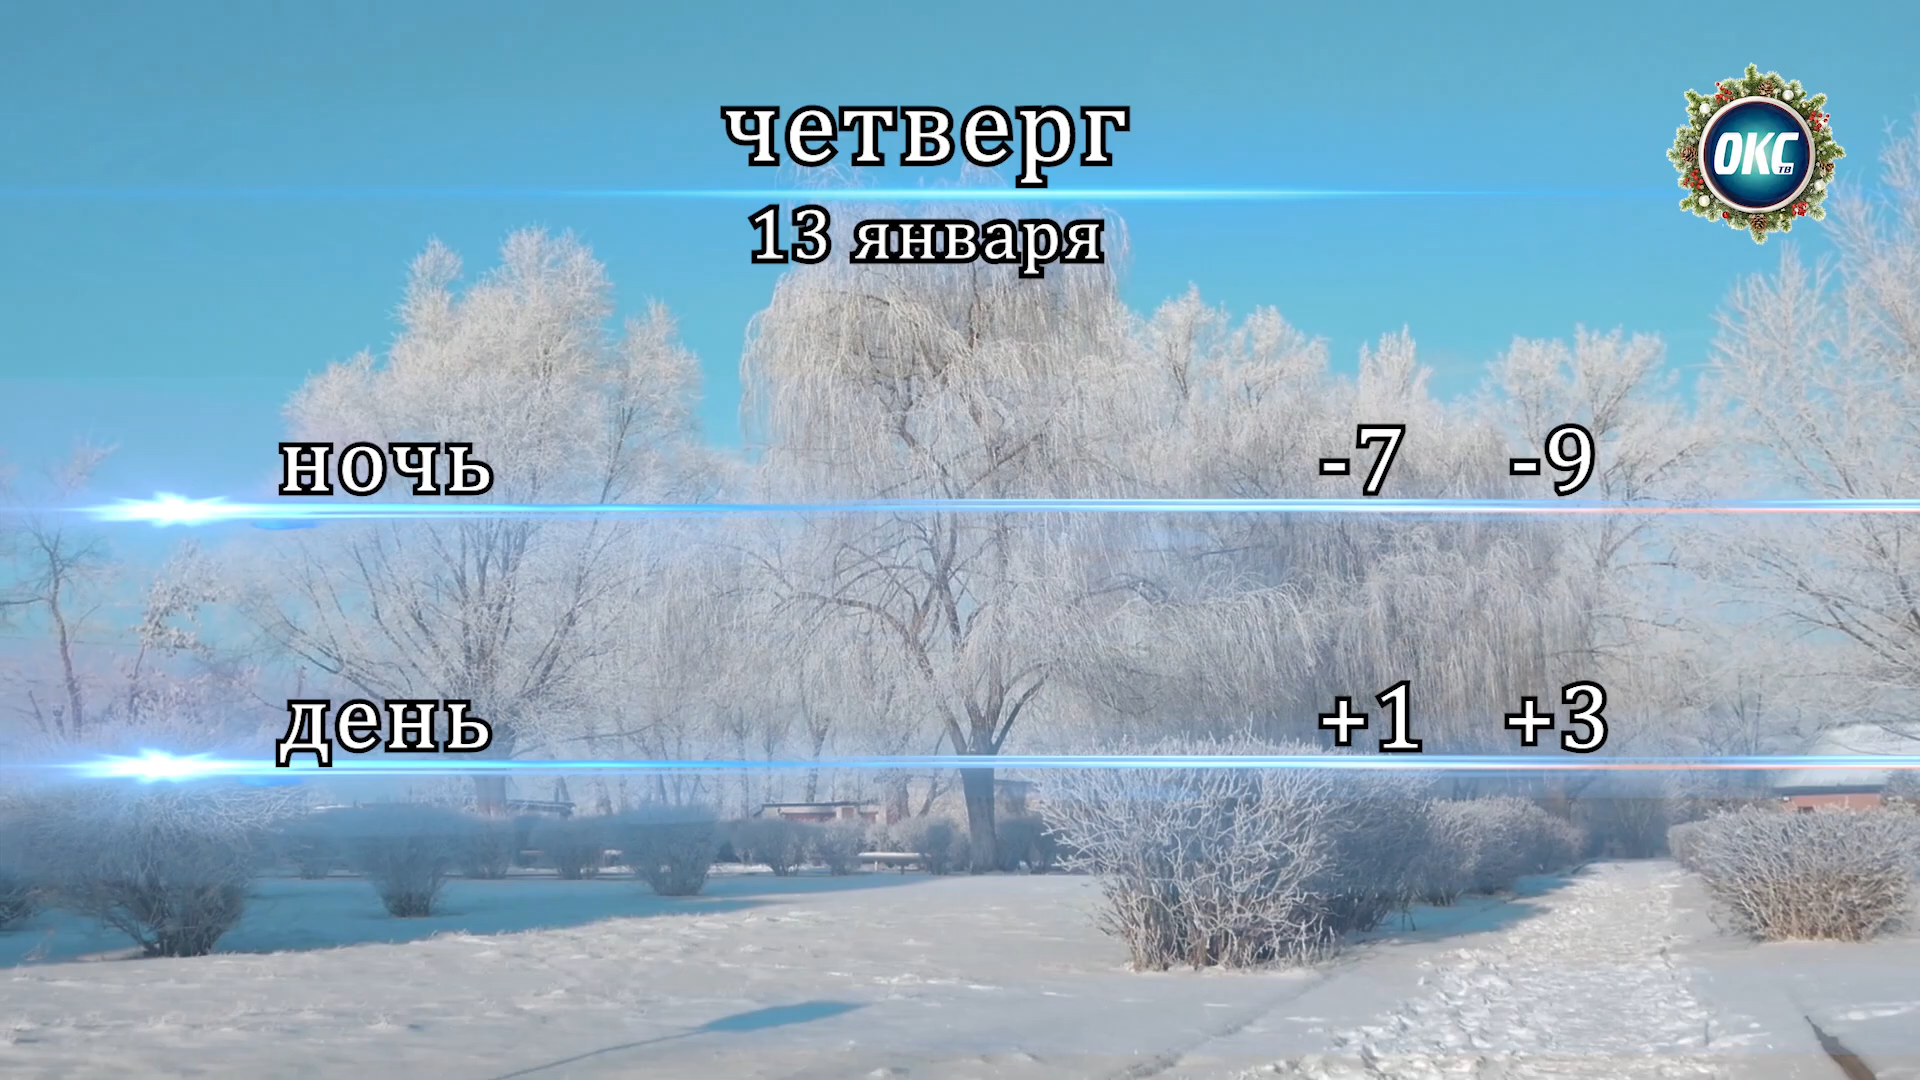 четверг
ОКС
ТВ
13 января
ночь -7 -9
день +1 +3